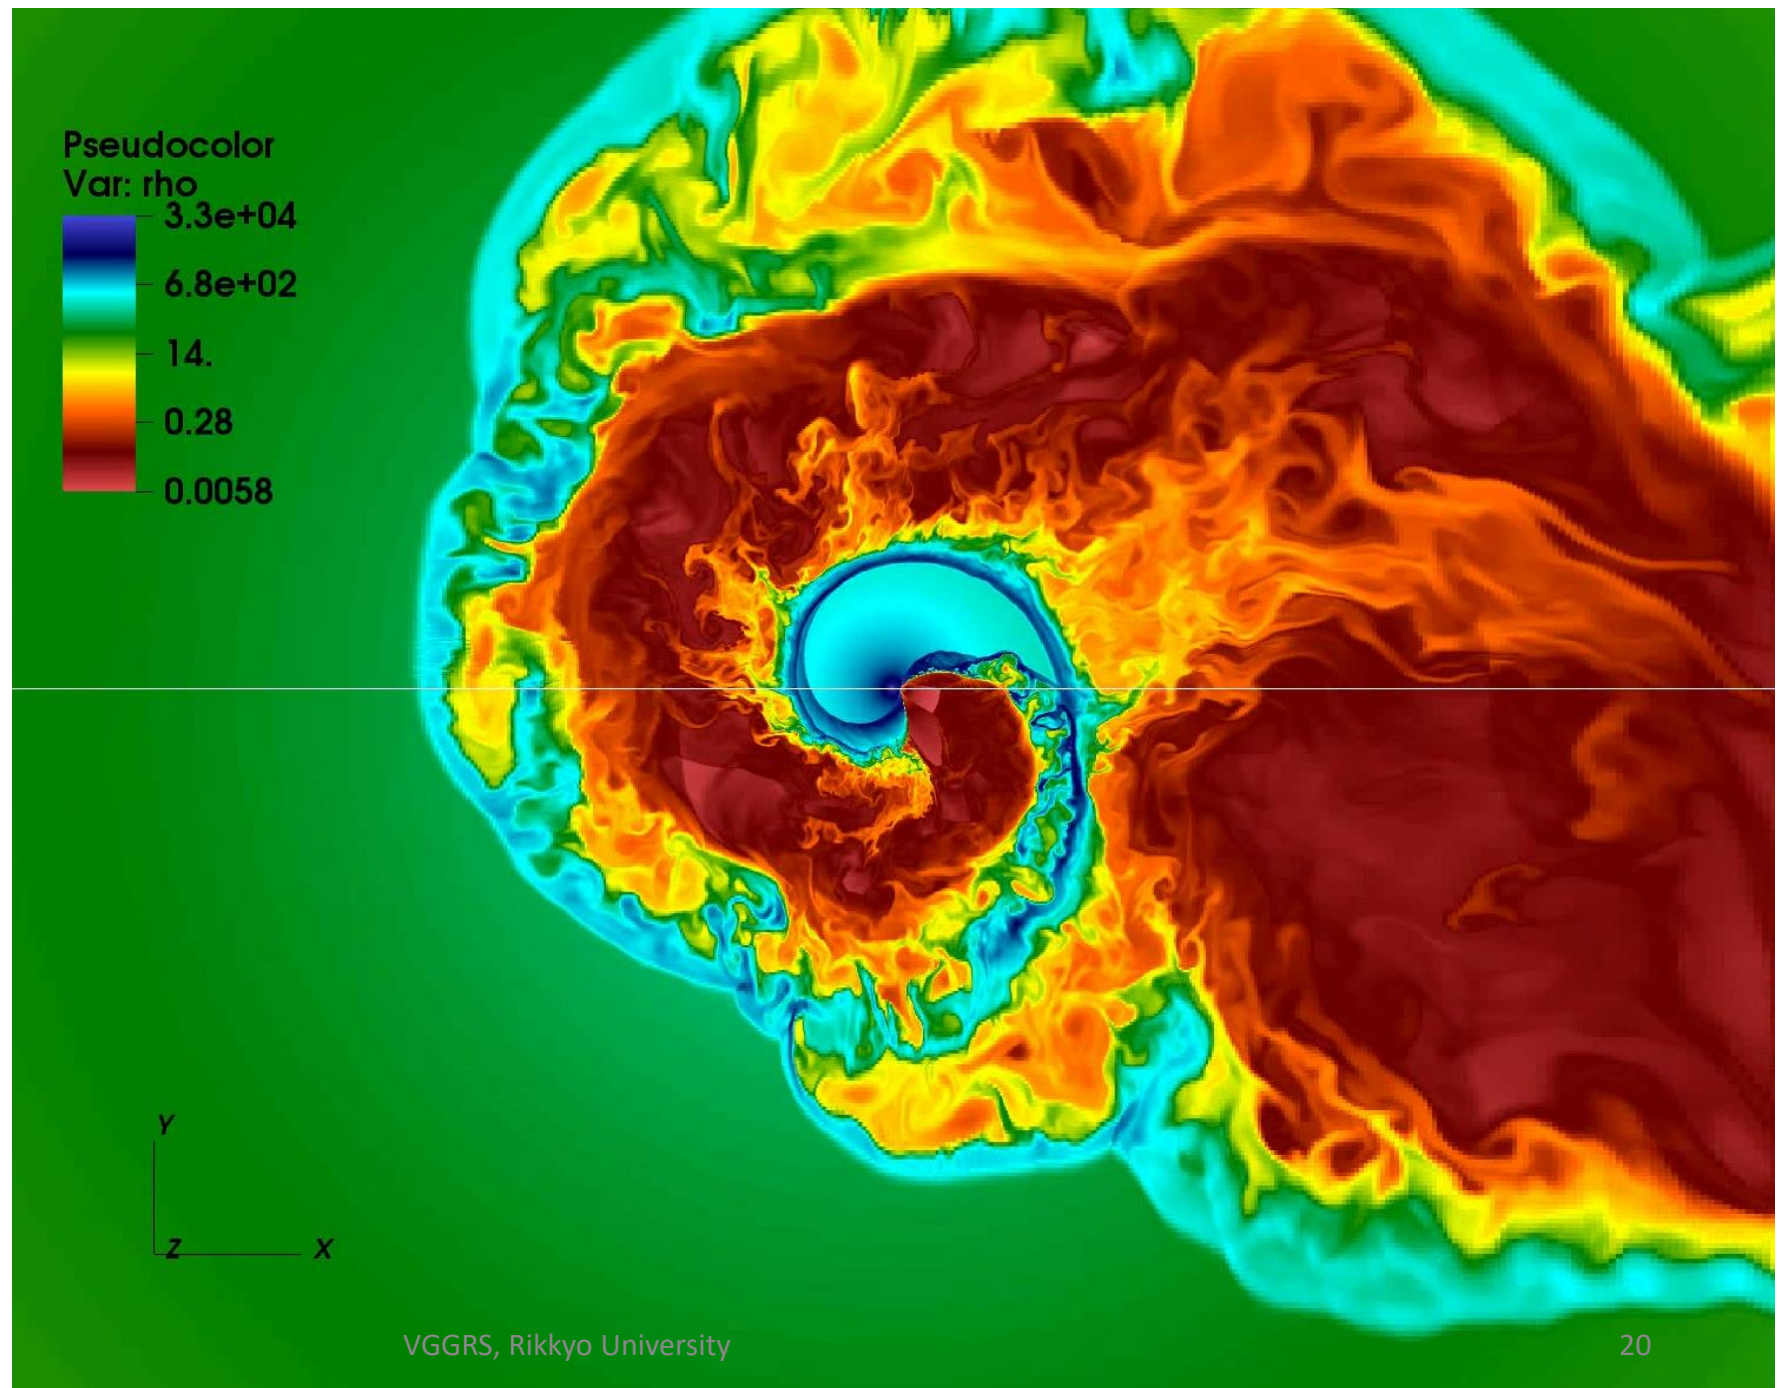 Pseudocolor
Var: rho
3.3e+04
6.8e+02
14.
0.28
0.0058
Y
Z
X
VGGRS, Rikkyo University
20